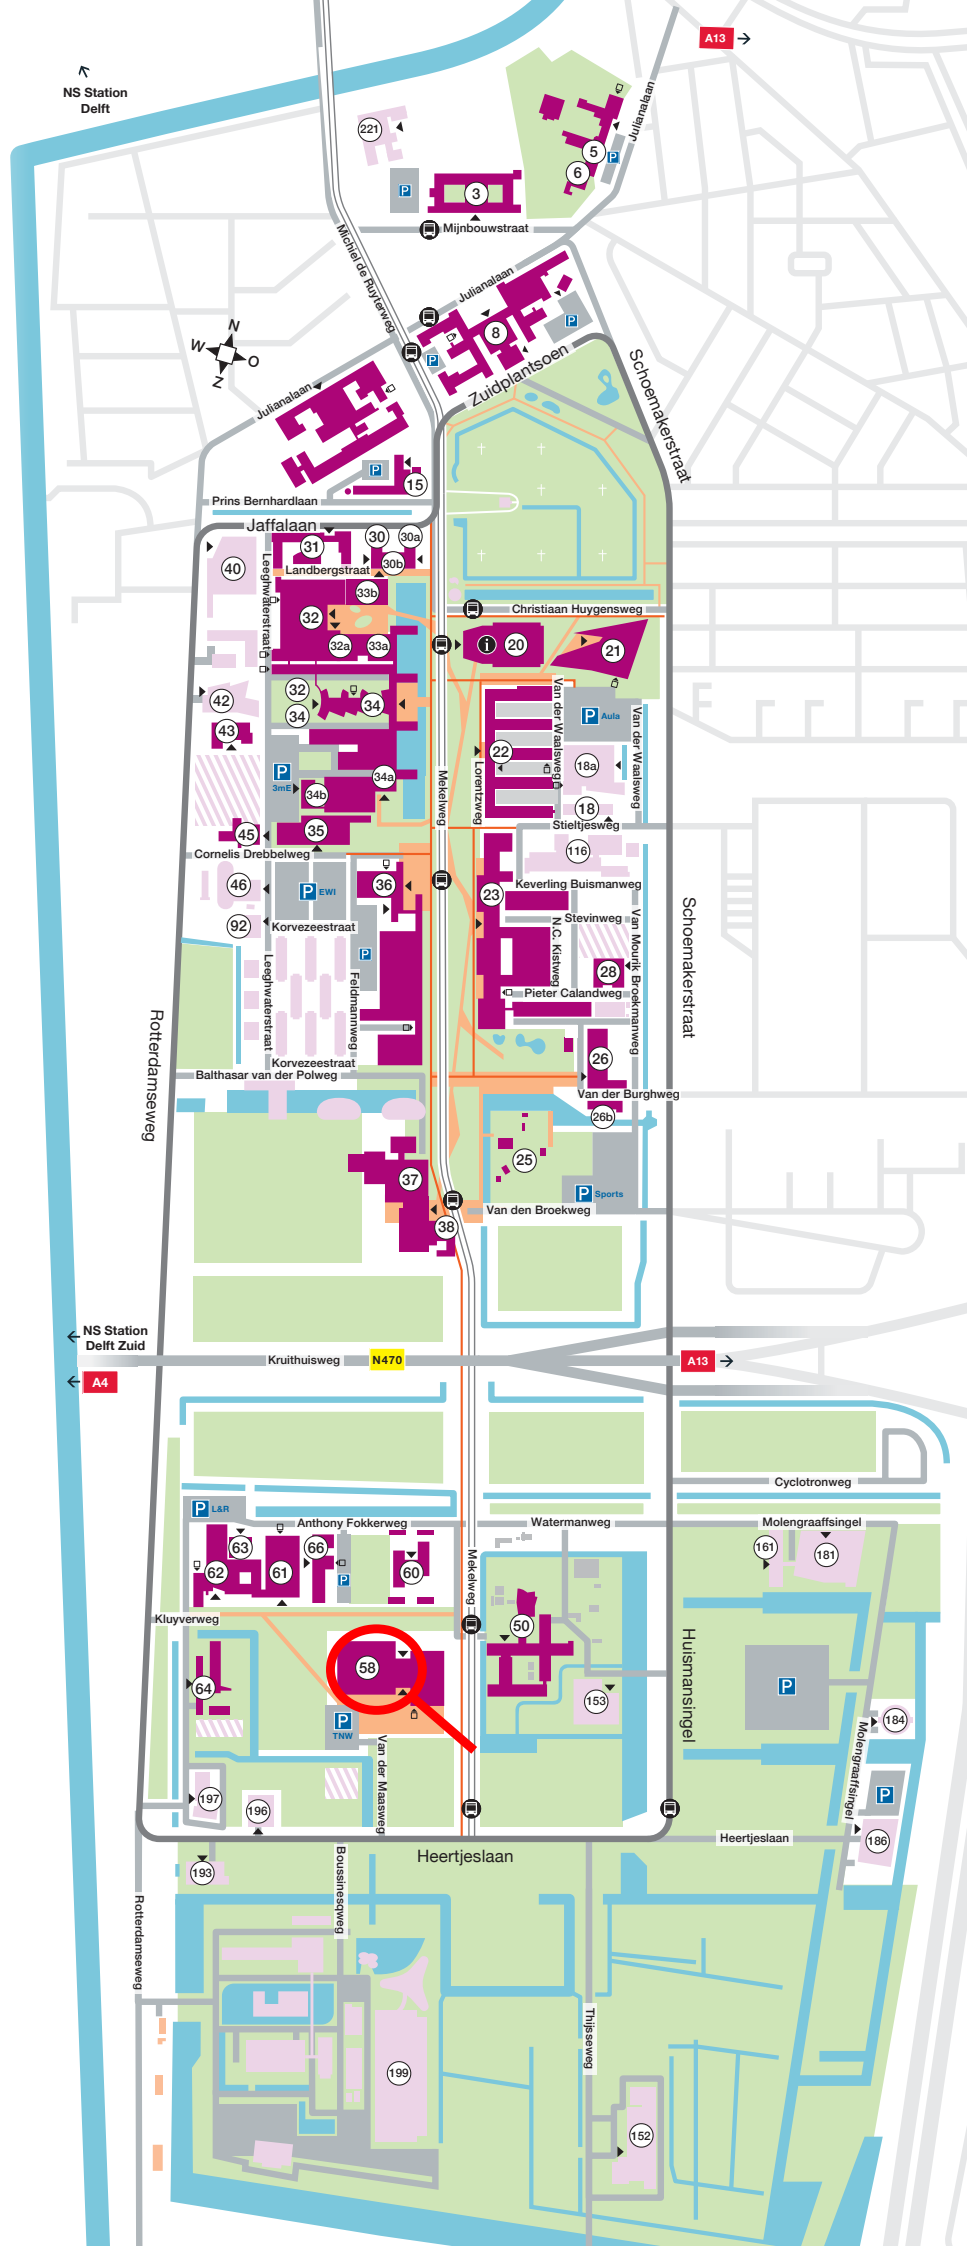 A13
NS Station
Delft
Julianalaan
221
5
P
6
P
3
Mijnbouwstraat
Michiel de Ruyterweg
Julianalaan
N
W
O
Z
8
P
P
Zuidplantsoen
Schoemakerstraat
Julianalaan
P
15
Prins Bernhardlaan
Jaffalaan
30
30a
31
30b
40
Leeghwaterstraat
Landbergstraat
33b
Christiaan Huygensweg
32
32a
33a
i
20
21
32
34
34
42
43
Van der Waalsweg
P
Aula
Van der Waalsweg
22
18a
P
3mE
34a
34b
Mekelweg
Lorentzweg
18
35
45
Stieltjesweg
Cornelis Drebbelweg
116
46
P
EWI
36
23
Keverling Buismanweg
92
Korvezeestraat
Stevinweg
N.C. Kistweg
Van Mourik Broekmanweg
Schoemakerstraat
P
28
Leeghwaterstraat
Feldmannweg
Pieter Calandweg
Rotterdamseweg
Korvezeestraat
Balthasar van der Polweg
26
Van der Burghweg
26b
25
37
P
Sports
38
Van den Broekweg
NS Station
Delft Zuid
Kruithuisweg
N470
A13
A4
Cyclotronweg
P
L&R
Anthony Fokkerweg
Watermanweg
Molengraaffsingel
63
66
62
61
P
60
Mekelweg
161
181
Kluyverweg
50
58
64
Huismansingel
P
153
184
P
TNW
Van der Maasweg
Molengraaffsingel
197
196
P
186
Heertjeslaan
Heertjeslaan
193
Boussinesqweg
Rotterdamseweg
Thijsseweg
199
152